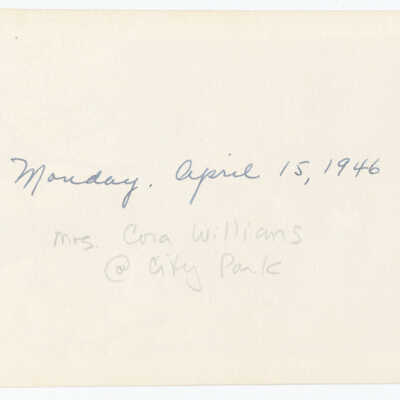 Monday. April 15, 1946
Mrs. Cora Williams
@ City Park